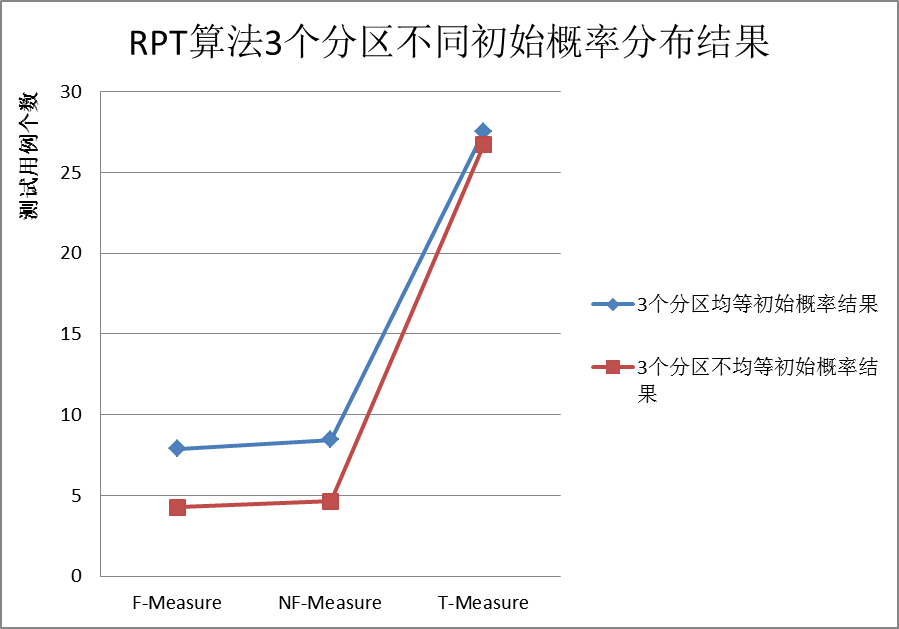 RPT算法3个分区不同初始概率分布结果
测试用例个数
30
25
20
15
10
5
0
F-Measure
NF-Measure
T-Measure
3个分区均等初始概率结果
3个分区不均等初始概率结
果